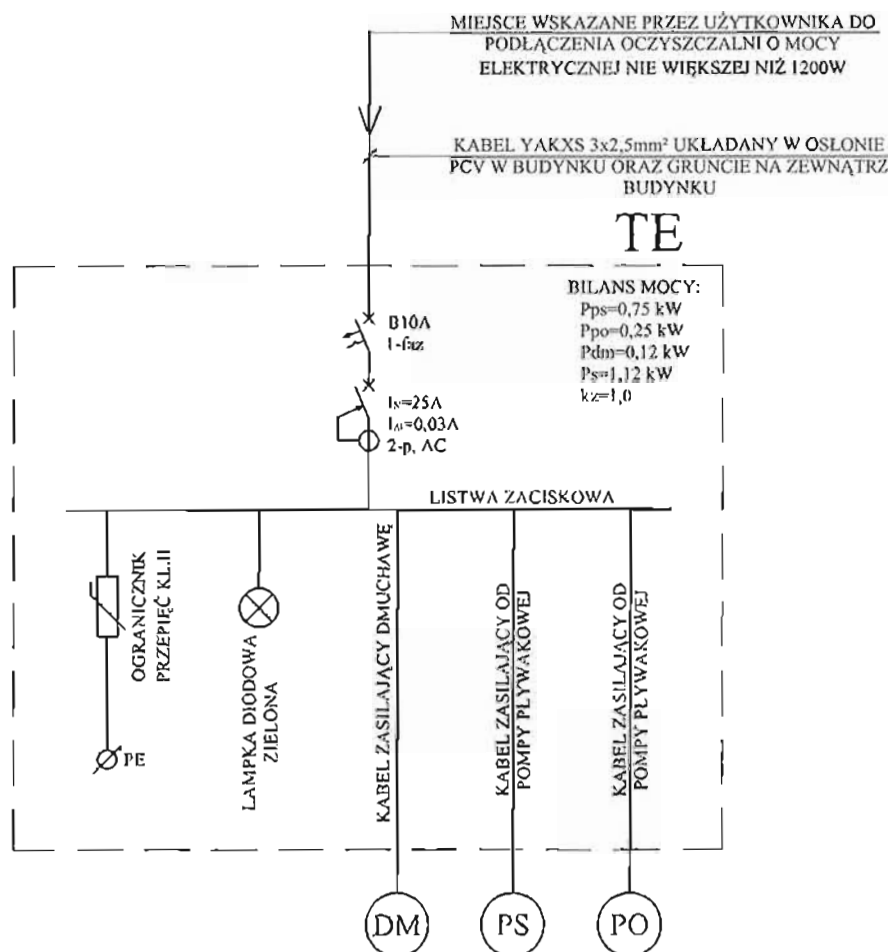 MIEJSCE WSKAZANE PRZEZ UŻYTKOWNIKA DO
PODŁĄCZENIA OCZYSZCZALNI O MOCY
ELEKTRYCZNEJ NIE WIĘKSZEJ NIŻ 1200W
KABEL YAKXS 3x2,5mm² UKŁADANY W OSŁONIE
PCV W BUDYNKU ORAZ GRUNCIE NA ZEWNĄTRZ
BUDYNKU
TE
BILANS MOCY:
Pps=0,75 kW
Ppo=0,25 kW
Pdm=0,12 kW
Ps=1,12 kW
kz=1,0
B10A
1-faz
IN=25A
IΔt=0,03A
2-p, AC
LISTWA ZACISKOWA
OGRANICZNIK
PRZEPIĘĆ KL.II
PE
LAMPKA DIODOWA
ZIELONA
KABEL ZASILAJĄCY DMUCHAWĘ
KABEL ZASILAJĄCY OD
POMPY PŁYWAKOWEJ
KABEL ZASILAJĄCY OD
POMPY PŁYWAKOWEJ
DM
PS
PO